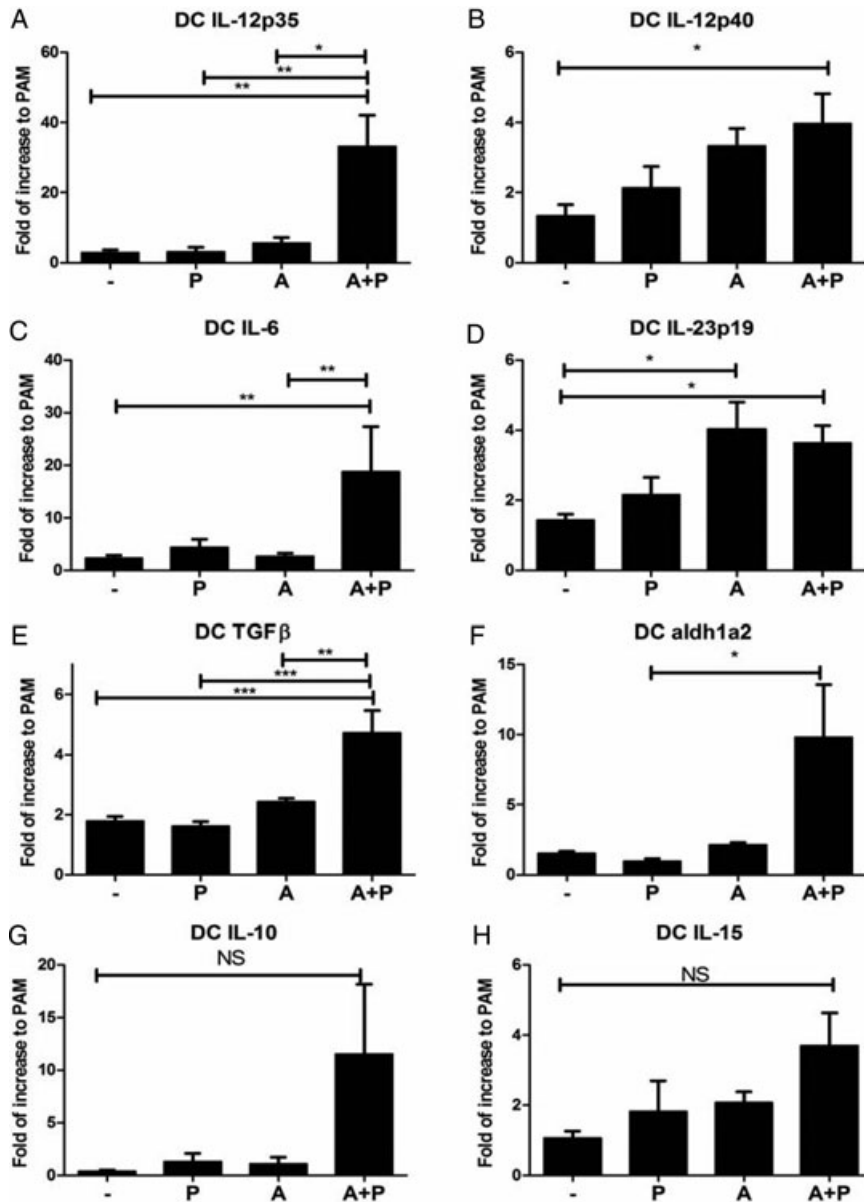 A
DC IL-12p35
Fold of increase to PAM
60
40
20
0
*
**
**
- P A A+P
B
DC IL-12p40
Fold of increase to PAM
6
4
2
0
*
- P A A+P
C
DC IL-6
Fold of increase to PAM
40
30
20
10
0
**
**
- P A A+P
D
DC IL-23p19
Fold of increase to PAM
6
4
2
0
*
*
- P A A+P
E
DC TGFβ
Fold of increase to PAM
6
4
2
0
**
***
***
- P A A+P
F
DC aldh1a2
Fold of increase to PAM
15
10
5
0
*
- P A A+P
G
DC IL-10
Fold of increase to PAM
20
15
10
5
0
NS
- P A A+P
H
DC IL-15
Fold of increase to PAM
6
4
2
0
NS
- P A A+P